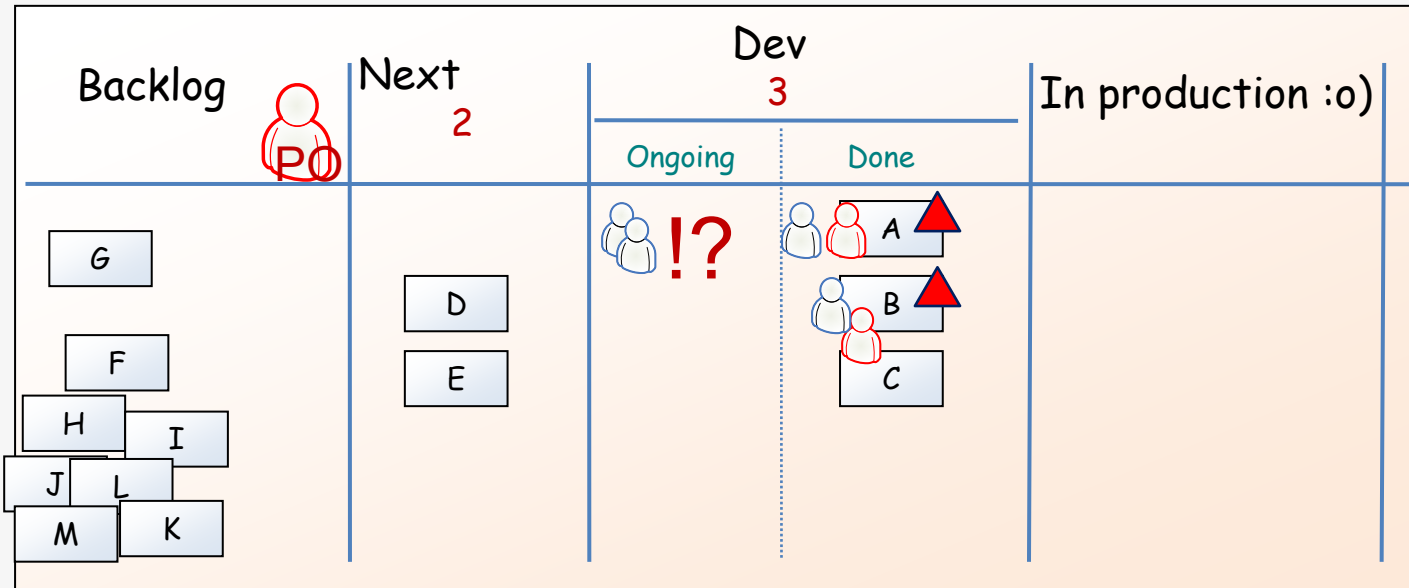 Backlog
PO
Next
2
Dev
3
Ongoing
Done
In production :o)
G
F
H
I
J
L
M
K
D
E
!?
A
B
C